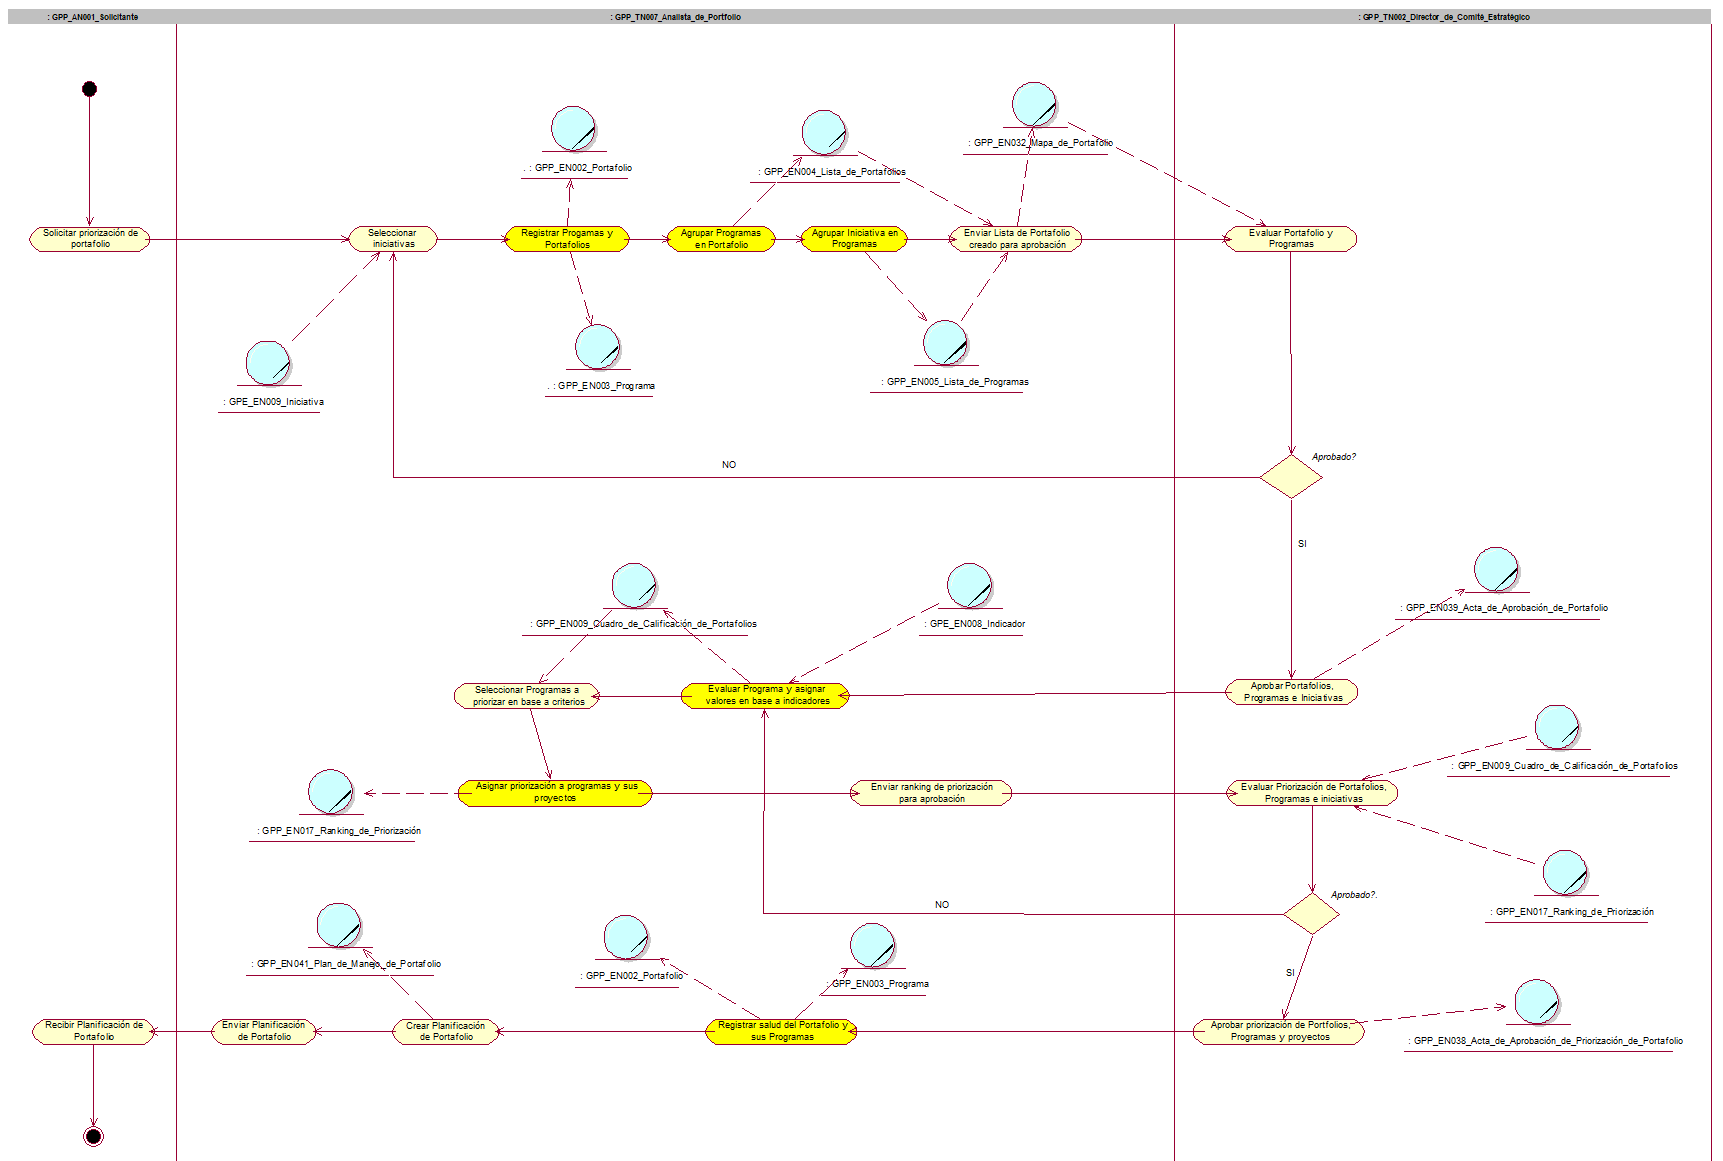 : GPP_AN001_Solicitante
: GPP_TN007_Analista_de_Portfolio
: GPP_TN002_Director_de_Comité_Estratégico
. : GPP_EN002_Portafolio
: GPP_EN004_Lista_de_Portafolios
: GPP_EN032_Mapa_de_Portafolio
Solicitar priorización de
portafolio
Seleccionar
iniciativas
Registrar Progamas y
Portafolios
Agrupar Programas
en Portafolio
Agrupar Iniciativa en
Programas
Enviar Lista de Portafolio
creado para aprobación
Evaluar Portafolio y
Programas
: GPE_EN009_Iniciativa
. : GPP_EN003_Programa
: GPP_EN005_Lista_de_Programas
Aprobado?
NO
SI
: GPP_EN009_Cuadro_de_Calificación_de_Portafolios
: GPE_EN008_Indicador
: GPP_EN039_Acta_de_Aprobación_de_Portafolio
Seleccionar Programas a
priorizar en base a criterios
Evaluar Programa y asignar
valores en base a indicadores
Aprobar Portafolios,
Programas e Iniciativas
: GPP_EN009_Cuadro_de_Calificación_de_Portafolios
Asignar priorización a programas y sus
proyectos
Enviar ranking de priorización
para aprobación
Evaluar Priorización de Portafolios,
Programas e iniciativas
: GPP_EN017_Ranking_de_Priorización
Aprobado?.
NO
: GPP_EN017_Ranking_de_Priorización
SI
: GPP_EN041_Plan_de_Manejo_de_Portafolio
: GPP_EN002_Portafolio
: GPP_EN003_Programa
Recibir Planificación de
Portafolio
Enviar Planificación
de Portafolio
Crear Planificación
de Portafolio
Registrar salud del Portafolio y
sus Programas
Aprobar priorización de Portfolios,
Programas y proyectos
: GPP_EN038_Acta_de_Aprobación_de_Priorización_de_Portafolio